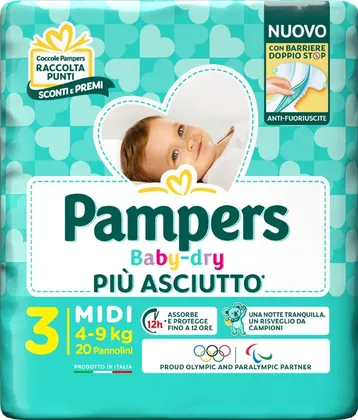 Coccole Pampers
RACCOLTA
PUNTI
SCONTI e PREMI
NUOVO
CON BARRIERE
DOPPIO STOP
ANTI-FUORIUSCITE
Pampers
Baby-dry
PIÙ ASCIUTTO*
3
MIDI
4-9 kg
20 Pannolini
PRODOTTO IN ITALIA
12h
ASSORBE
E PROTEGGE
FINO A 12 ORE
UNA NOTTE TRANQUILLA,
UN RISVEGLIO DA
CAMPIONI
PROUD OLYMPIC AND PARALYMPIC PARTNER